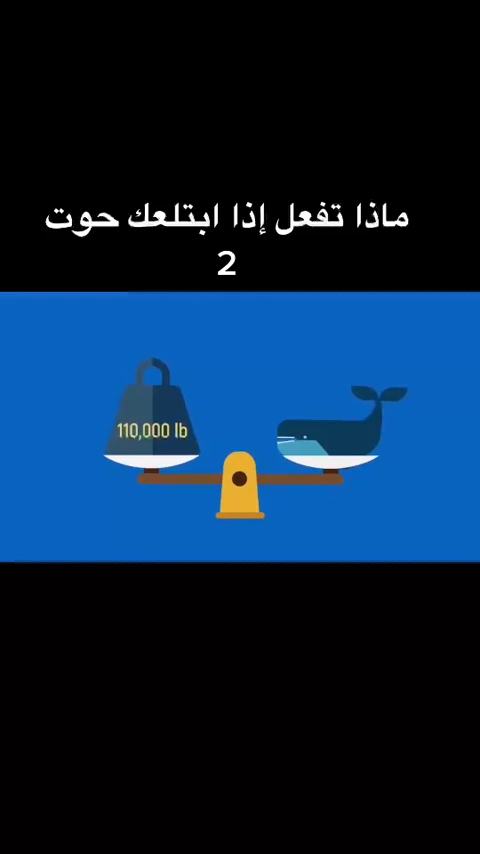 ماذا تفعل إذا ابتلعك حوت
2
110,000 lb